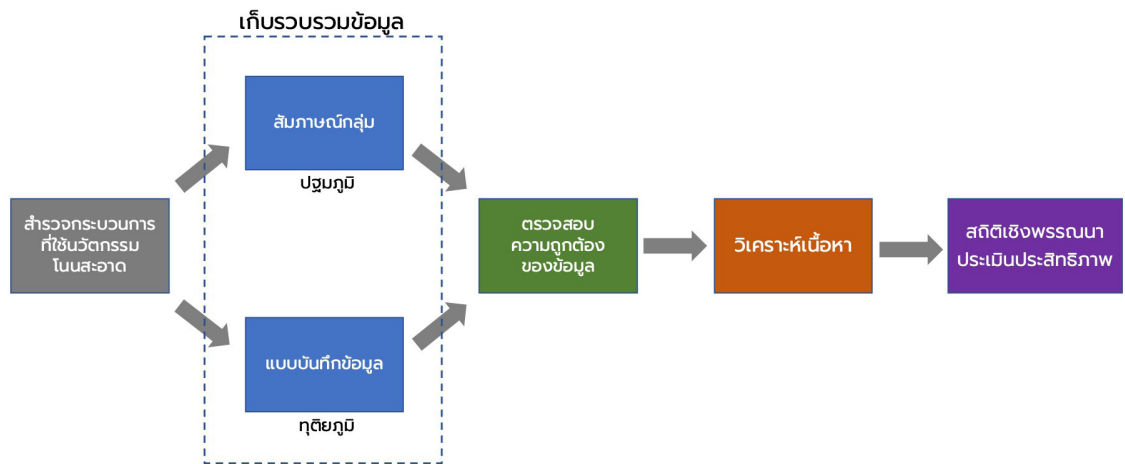 เก็บรวบรวมข้อมูล
สัมภาษณ์กลุ่ม
ปฐมภูมิ
สำรวจกระบวนการ
ที่ใช้นวัตกรรม
โนนสะอาด
ตรวจสอบ
ความถูกต้อง
ของข้อมูล
วิเคราะห์เนื้อหา
สถิติเชิงพรรณนา
ประเมินประสิทธิภาพ
แบบบันทึกข้อมูล
ทุติยภูมิ